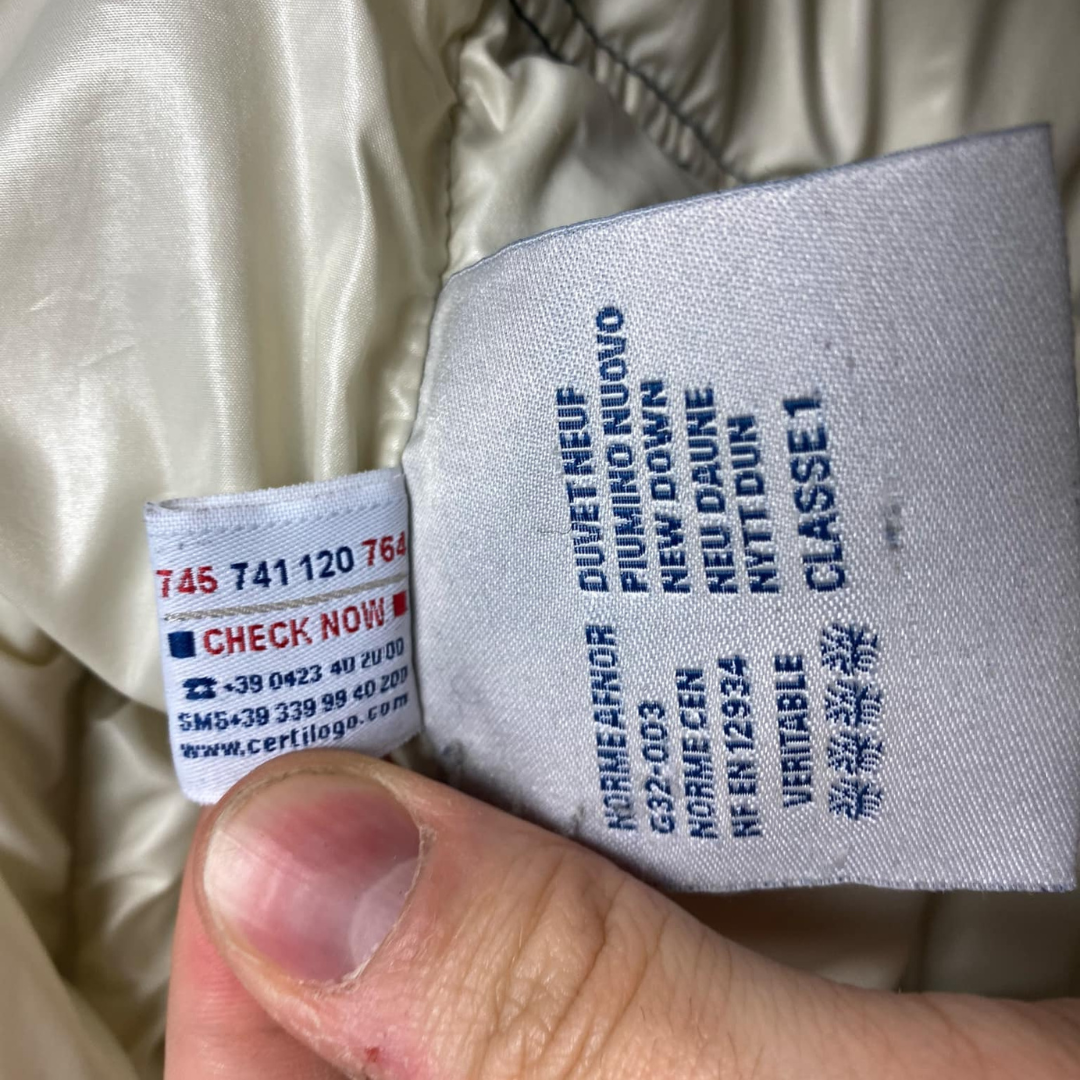 745 741 120 764
CHECK NOW
☎ +39 0423 40 20 00
SMS+39 339 99 40 200
www.certilogo.com
NORME AFNOR
G32-003
NORME CEN
NF EN 12934
VERITABLE
DUVET NEUF
PIUMINO NUOVO
NEW DOWN
NEU DAUNE
NYTT DUN
CLASSE 1